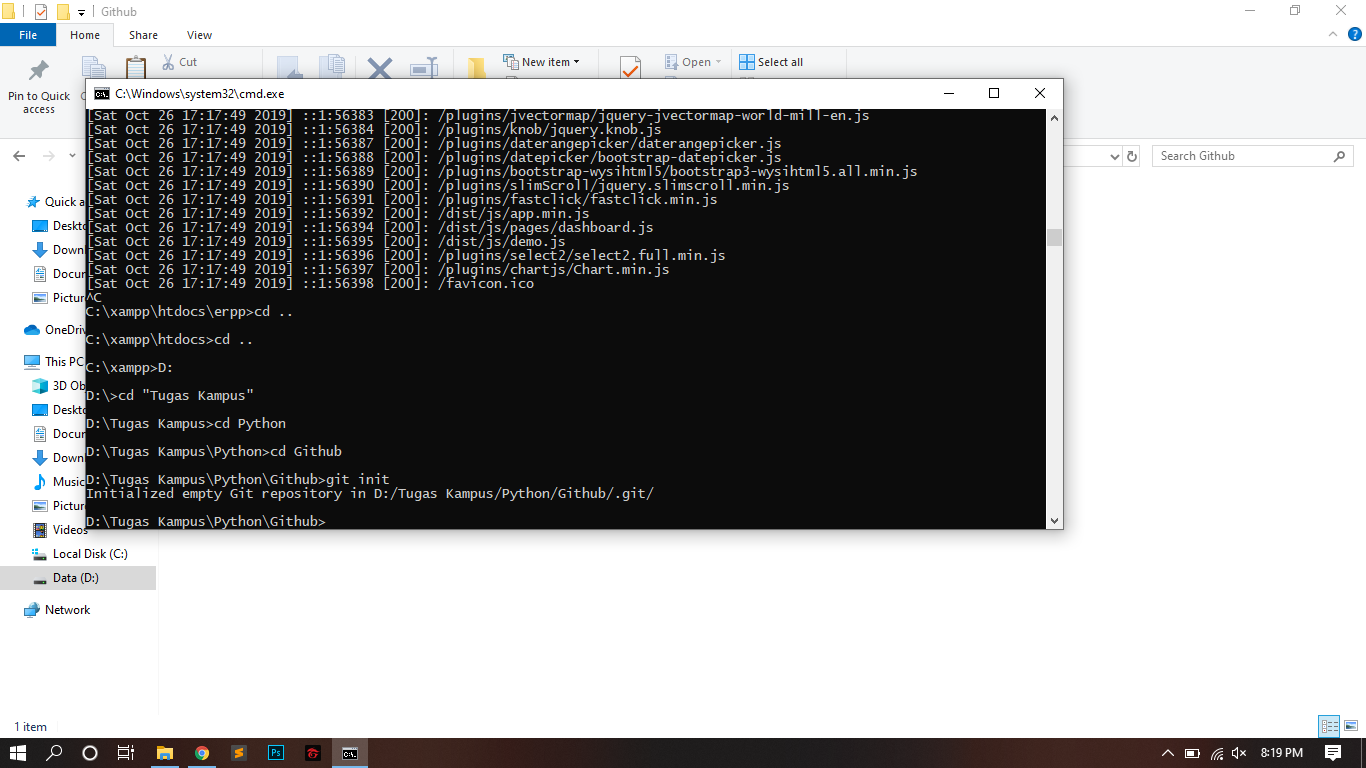 Github
File Home Share View
Cut
New item
Open
Select all
Pin to Quick
access
C:\Windows\system32\cmd.exe
[Sat Oct 26 17:17:49 2019] ::1:56383 [200]: /plugins/jvectormap/jquery-jvectormap-world-mill-en.js
[Sat Oct 26 17:17:49 2019] ::1:56384 [200]: /plugins/knob/jquery.knob.js
[Sat Oct 26 17:17:49 2019] ::1:56387 [200]: /plugins/daterangepicker/daterangepicker.js
[Sat Oct 26 17:17:49 2019] ::1:56388 [200]: /plugins/datepicker/bootstrap-datepicker.js
[Sat Oct 26 17:17:49 2019] ::1:56389 [200]: /plugins/bootstrap-wysihtml5/bootstrap3-wysihtml5.all.min.js
[Sat Oct 26 17:17:49 2019] ::1:56390 [200]: /plugins/slimScroll/jquery.slimscroll.min.js
[Sat Oct 26 17:17:49 2019] ::1:56391 [200]: /plugins/fastclick/fastclick.min.js
[Sat Oct 26 17:17:49 2019] ::1:56392 [200]: /dist/js/app.min.js
[Sat Oct 26 17:17:49 2019] ::1:56394 [200]: /dist/js/pages/dashboard.js
[Sat Oct 26 17:17:49 2019] ::1:56395 [200]: /dist/js/demo.js
[Sat Oct 26 17:17:49 2019] ::1:56396 [200]: /plugins/select2/select2.full.min.js
[Sat Oct 26 17:17:49 2019] ::1:56397 [200]: /plugins/chartjs/Chart.min.js
[Sat Oct 26 17:17:49 2019] ::1:56398 [200]: /favicon.ico
^C
C:\xampp\htdocs\erpp>cd ..
C:\xampp\htdocs>cd ..
C:\xampp>D:
D:\>cd "Tugas Kampus"
D:\Tugas Kampus>cd Python
D:\Tugas Kampus\Python>cd Github
D:\Tugas Kampus\Python\Github>git init
Initialized empty Git repository in D:/Tugas Kampus/Python/Github/.git/
D:\Tugas Kampus\Python\Github>
Search Github
Quick a
Deskt
Down
Docum
Pictur
OneDriv
This PC
3D Ob
Deskto
Docum
Downl
Music
Pictur
Videos
Local Disk (C:)
Data (D:)
Network
1 item
Ps
8:19 PM